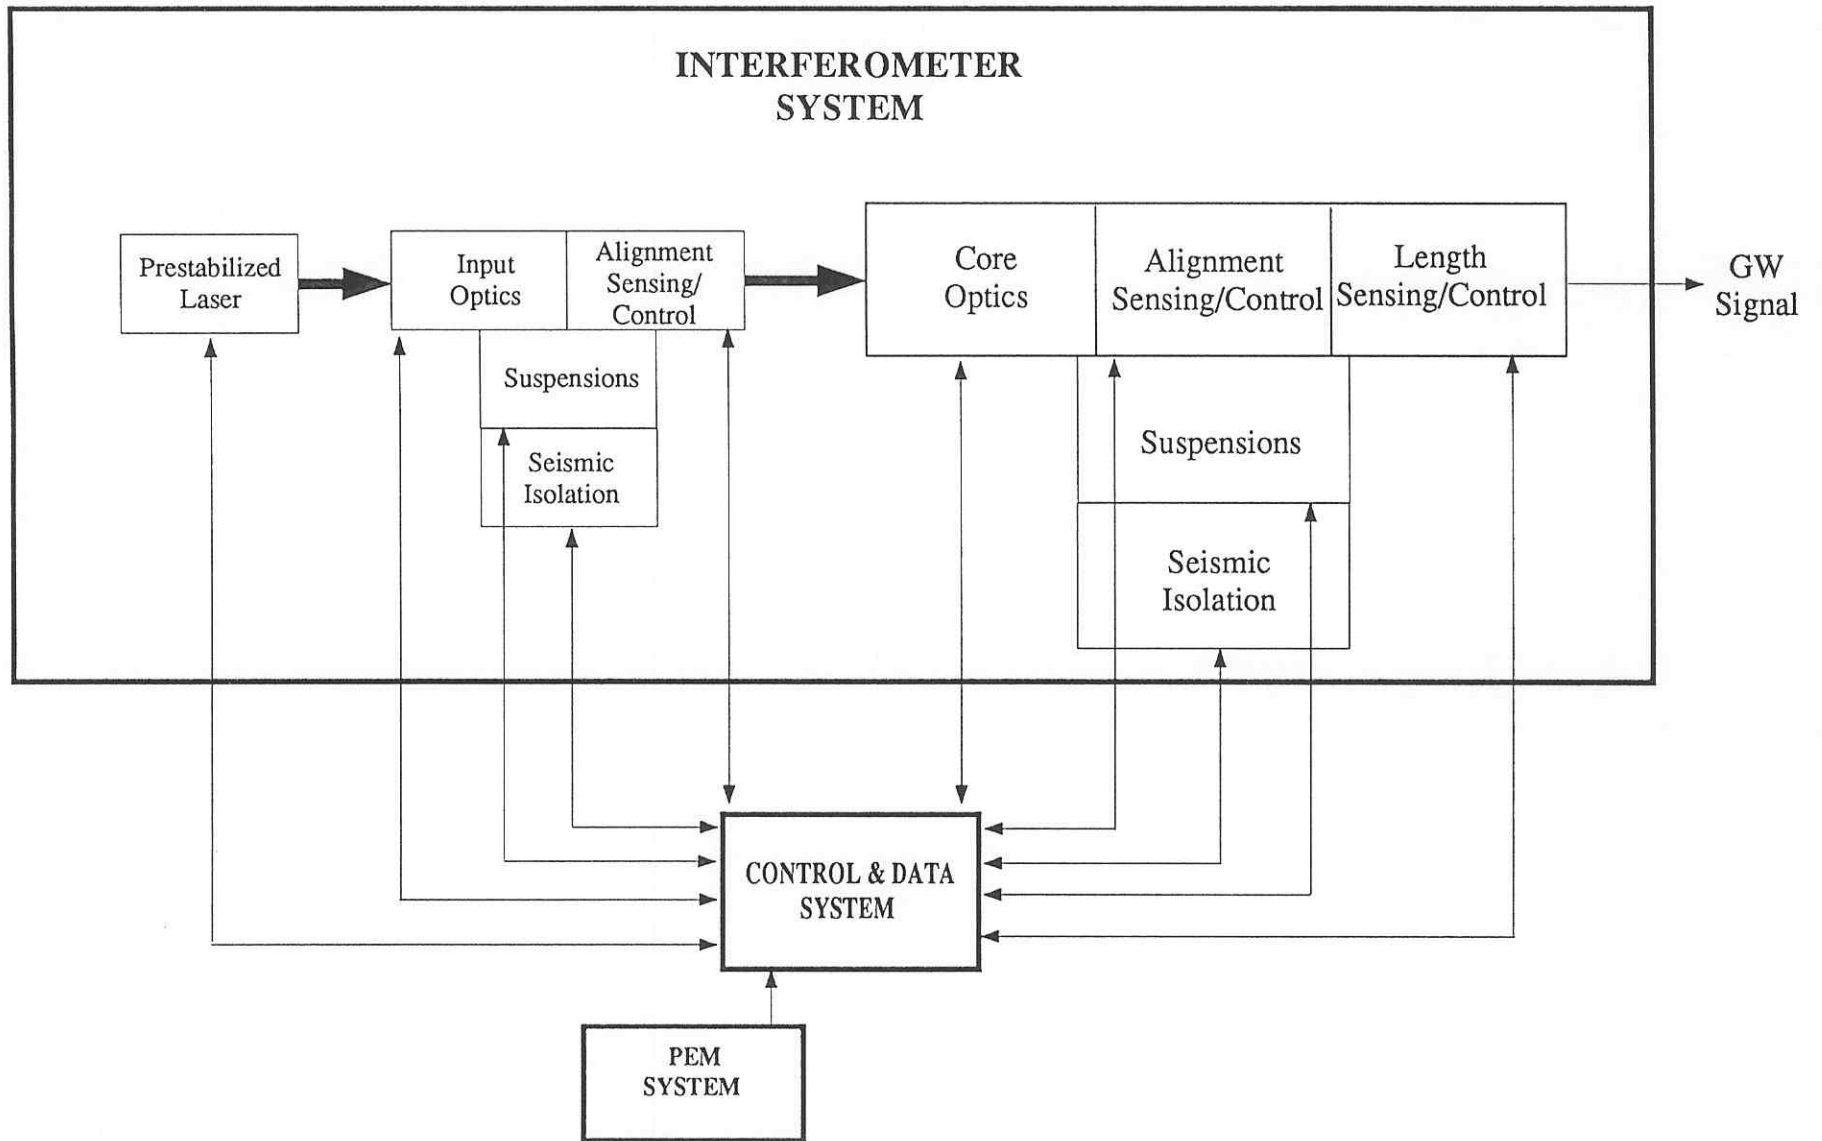 INTERFEROMETER
SYSTEM
Prestabilized
Laser
Input
Optics
Alignment
Sensing/
Control
Suspensions
Seismic
Isolation
Core
Optics
Alignment
Sensing/Control
Length
Sensing/Control
Suspensions
Seismic
Isolation
GW
Signal
CONTROL & DATA
SYSTEM
PEM
SYSTEM